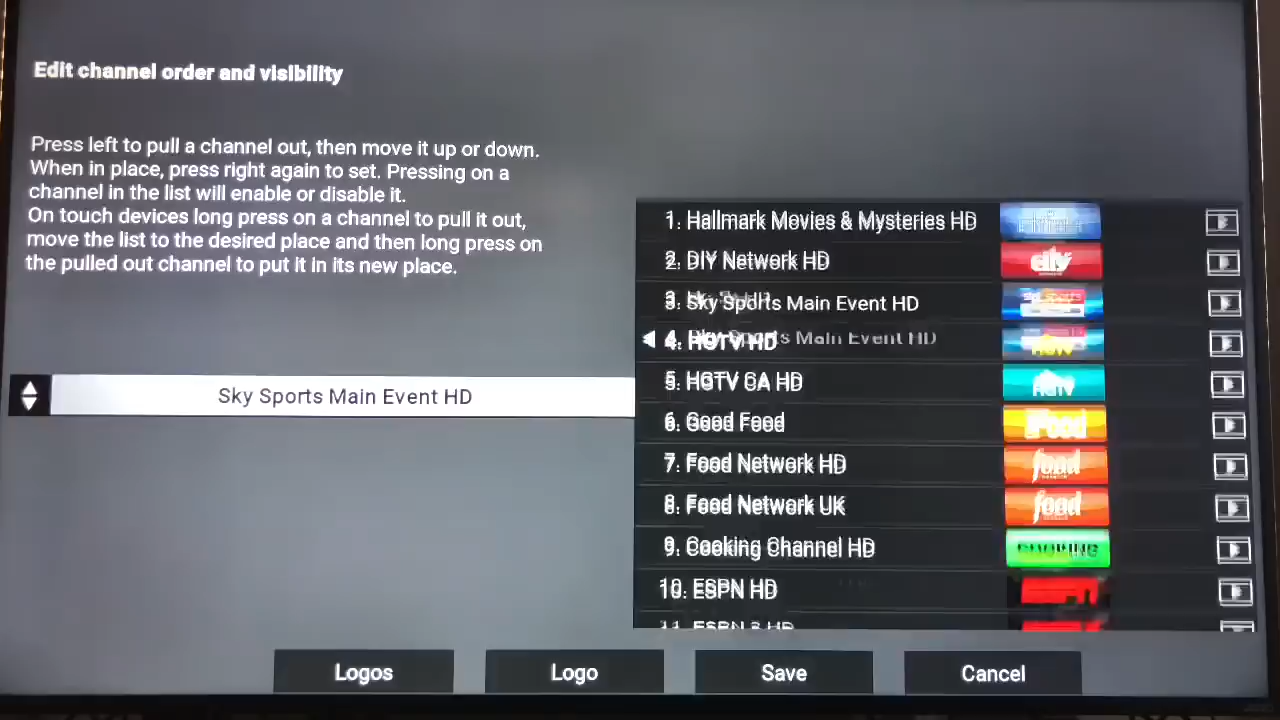 Edit channel order and visibility
Press left to pull a channel out, then move it up or down.
When in place, press right again to set. Pressing on a
channel in the list will enable or disable it.
On touch devices long press on a channel to pull it out,
move the list to the desired place and then long press on
the pulled out channel to put it in its new place.
Sky Sports Main Event HD
1. Hallmark Movies & Mysteries HD
2. DIY Network HD
diy
3. Sky Sports Main Event HD
4. HGTV HD
5. HGTV CA HD
6. Good Food
Food
7. Food Network HD
food
8. Food Network UK
food
9. Cooking Channel HD
COOKING
10. ESPN HD
Logos
Logo
Save
Cancel